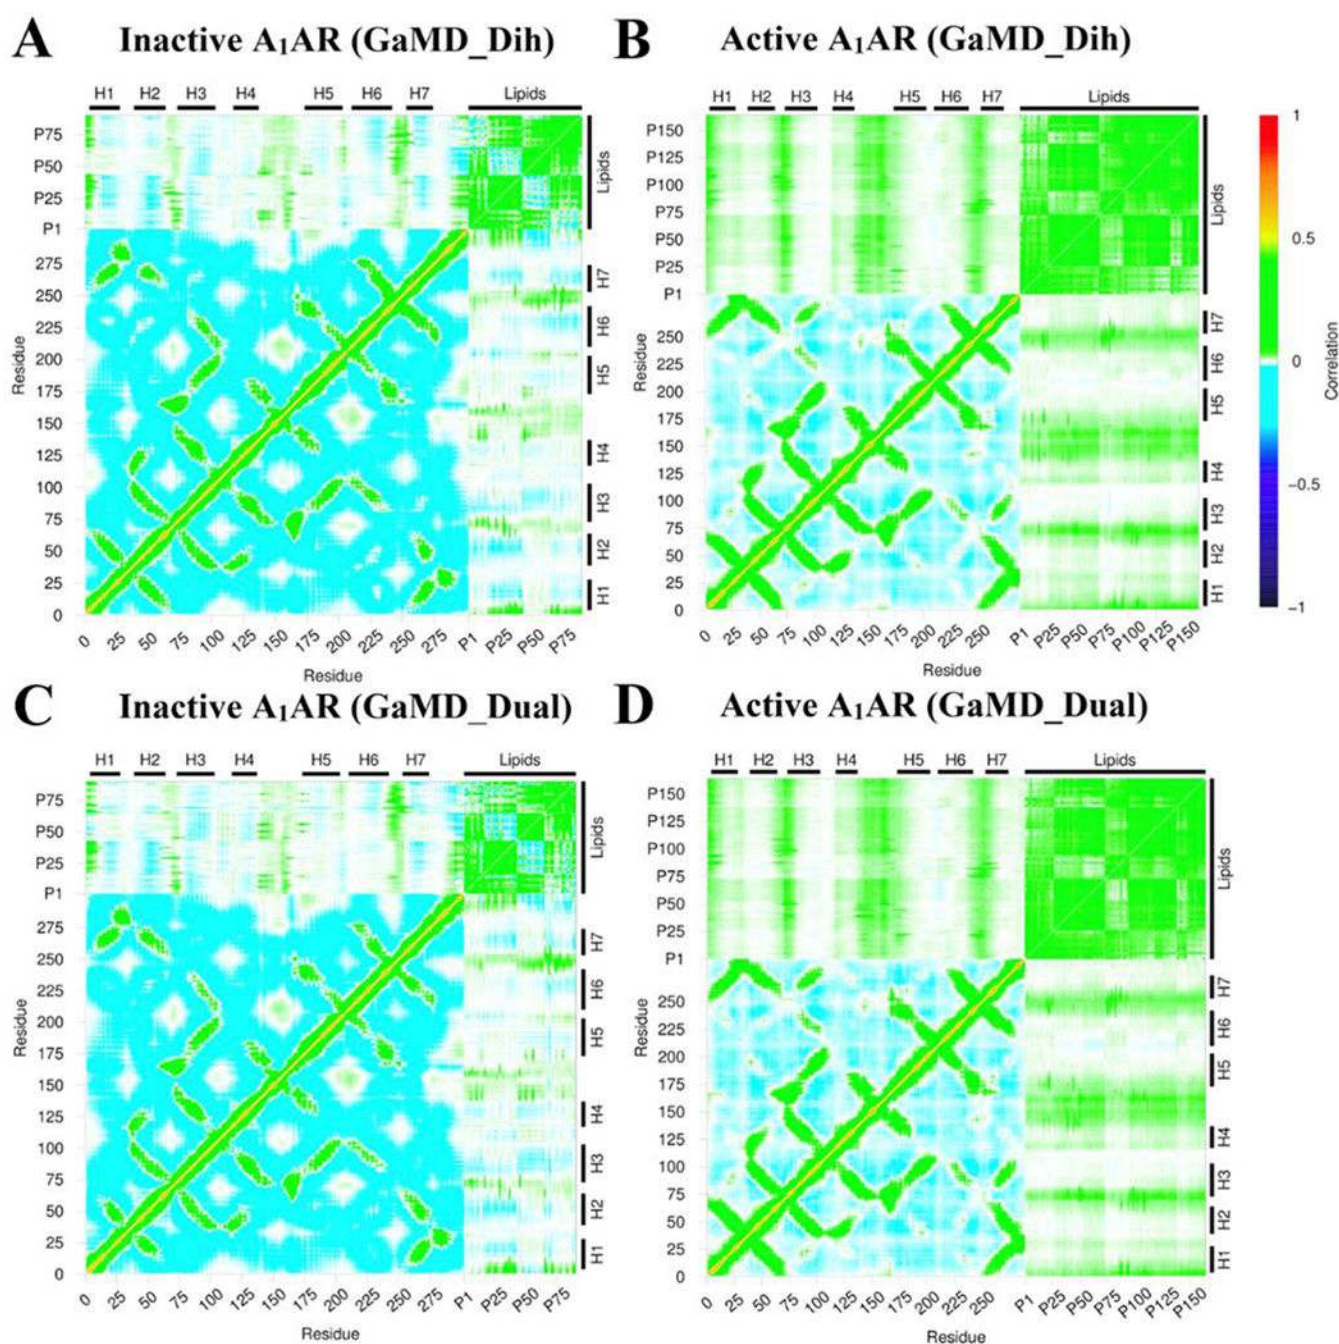 A Inactive A₁AR (GaMD_Dih)
H1 H2 H3 H4 H5 H6 H7 Lipids
P75
P50
P25
P1
275
250
225
200
175
150
125
100
75
50
25
0
Residue
Lipids
H7
H6
H5
H4
H3
H2
H1
0 25 50 75 100 125 150 175 200 225 250 275 P1 P25 P50 P75
Residue
B Active A₁AR (GaMD_Dih)
H1 H2 H3 H4 H5 H6 H7 Lipids
P150
P125
P100
P75
P50
P25
P1
250
225
200
175
150
125
100
75
50
25
0
Residue
Lipids
H7
H6
H5
H4
H3
H2
H1
0 25 50 75 100 125 150 175 200 225 250 P1 P25 P50 P75 P100 P125 P150
Residue
1
0.5
0
−0.5
−1
Correlation
C Inactive A₁AR (GaMD_Dual)
H1 H2 H3 H4 H5 H6 H7 Lipids
P75
P50
P25
P1
275
250
225
200
175
150
125
100
75
50
25
0
Residue
Lipids
H7
H6
H5
H4
H3
H2
H1
0 25 50 75 100 125 150 175 200 225 250 275 P1 P25 P50 P75
Residue
D Active A₁AR (GaMD_Dual)
H1 H2 H3 H4 H5 H6 H7 Lipids
P150
P125
P100
P75
P50
P25
P1
250
225
200
175
150
125
100
75
50
25
0
Residue
Lipids
H7
H6
H5
H4
H3
H2
H1
0 25 50 75 100 125 150 175 200 225 250 P1 P25 P50 P75 P100 P125 P150
Residue